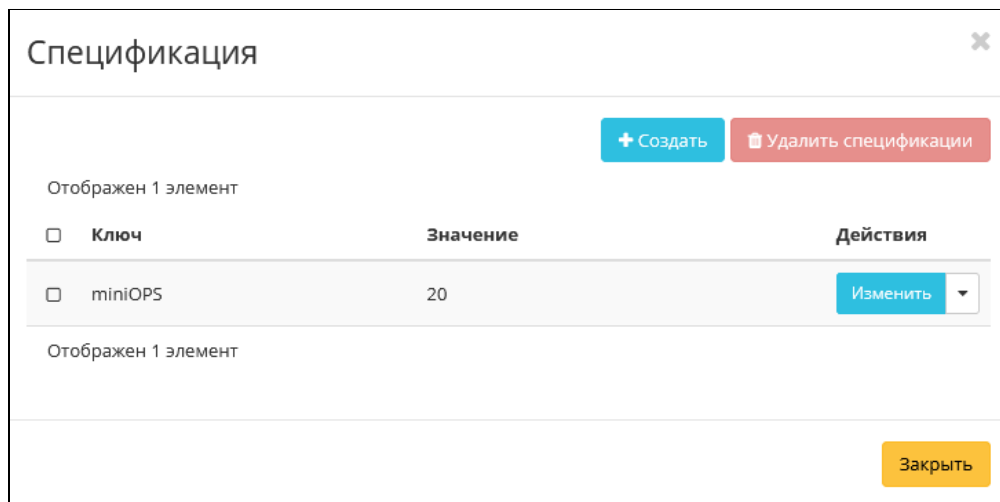 Спецификация
Создать
Удалить спецификации
Отображен 1 элемент
Ключ Значение Действия
miniOPS 20 Изменить
Отображен 1 элемент
Закрыть